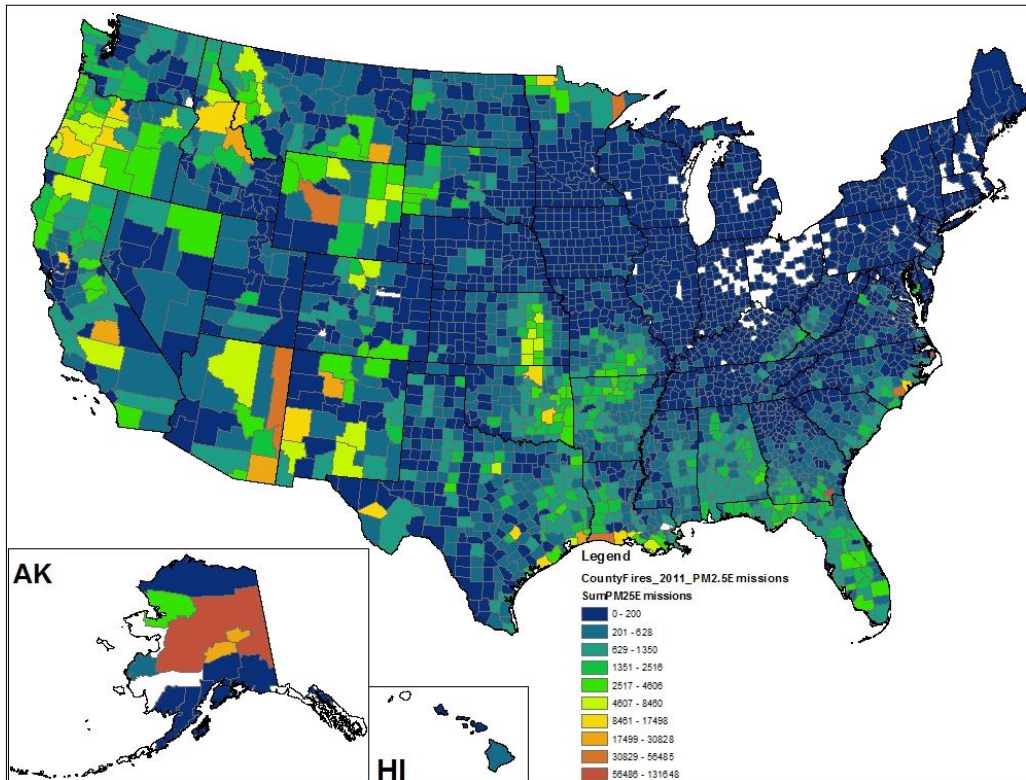 AK
HI
Legend
CountyFires_2011_PM2.5Emissions
SumPM25Emissions
0 - 200
201 - 628
629 - 1350
1351 - 2516
2517 - 4606
4607 - 8460
8461 - 17498
17499 - 30828
30829 - 56485
56486 - 131648